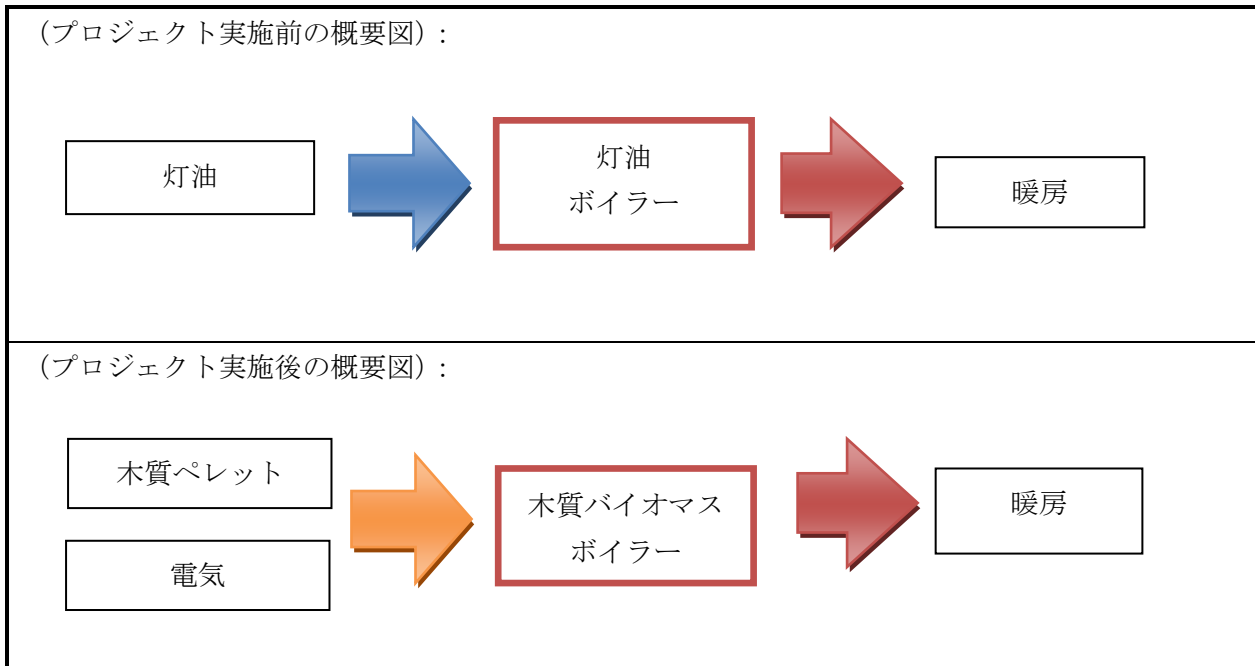 (プロジェクト実施前の概要図):
灯油
灯油
ボイラー
暖房
(プロジェクト実施後の概要図):
木質ペレット
電気
木質バイオマス
ボイラー
暖房